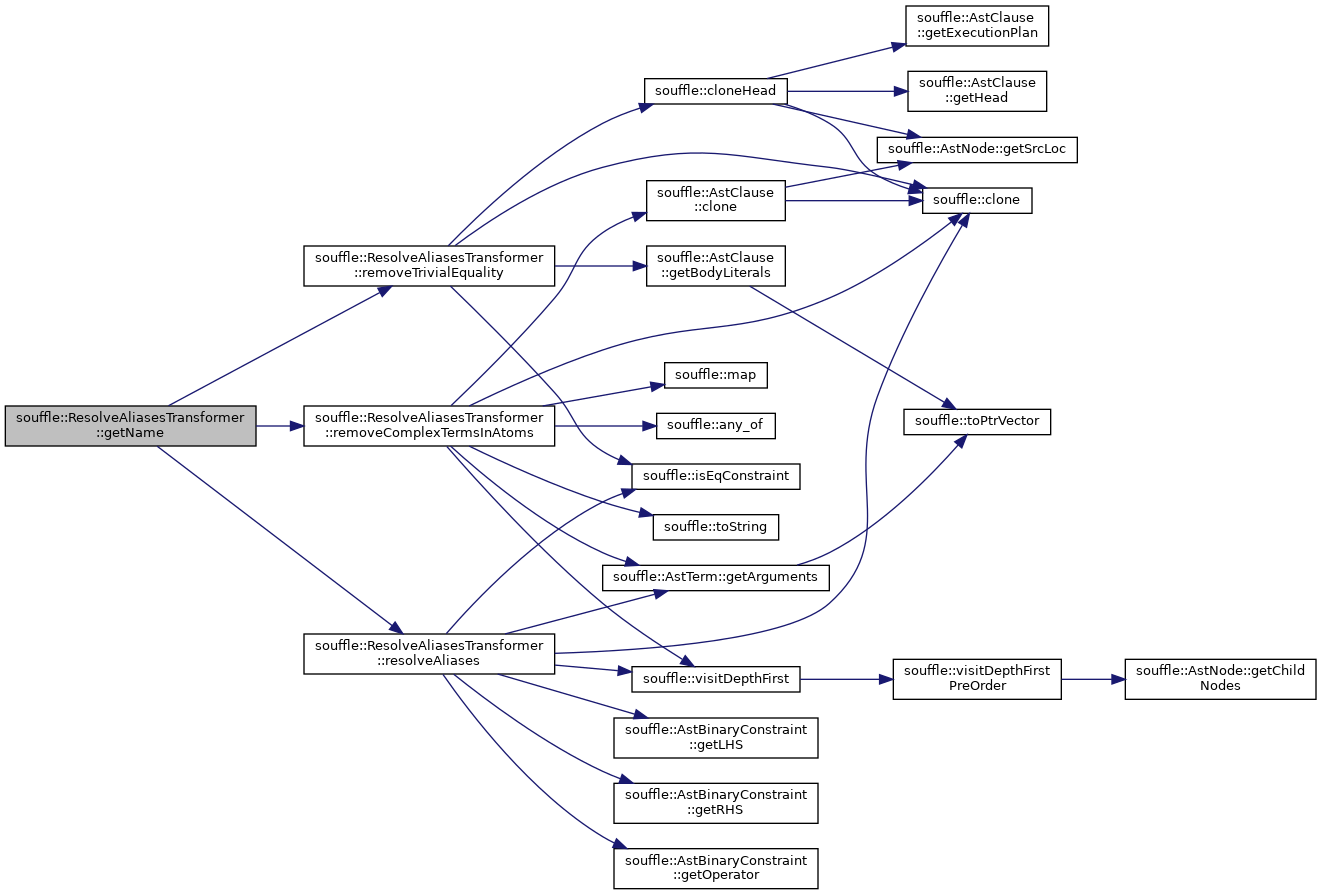 souffle::AstClause
::getExecutionPlan
souffle::cloneHead
souffle::AstClause
::getHead
souffle::AstNode::getSrcLoc
souffle::AstClause
::clone
souffle::clone
souffle::ResolveAliasesTransformer
::removeTrivialEquality
souffle::AstClause
::getBodyLiterals
souffle::map
souffle::ResolveAliasesTransformer
::getName
souffle::ResolveAliasesTransformer
::removeComplexTermsInAtoms
souffle::any_of
souffle::toPtrVector
souffle::isEqConstraint
souffle::toString
souffle::AstTerm::getArguments
souffle::ResolveAliasesTransformer
::resolveAliases
souffle::visitDepthFirst
souffle::visitDepthFirst
PreOrder
souffle::AstNode::getChild
Nodes
souffle::AstBinaryConstraint
::getLHS
souffle::AstBinaryConstraint
::getRHS
souffle::AstBinaryConstraint
::getOperator